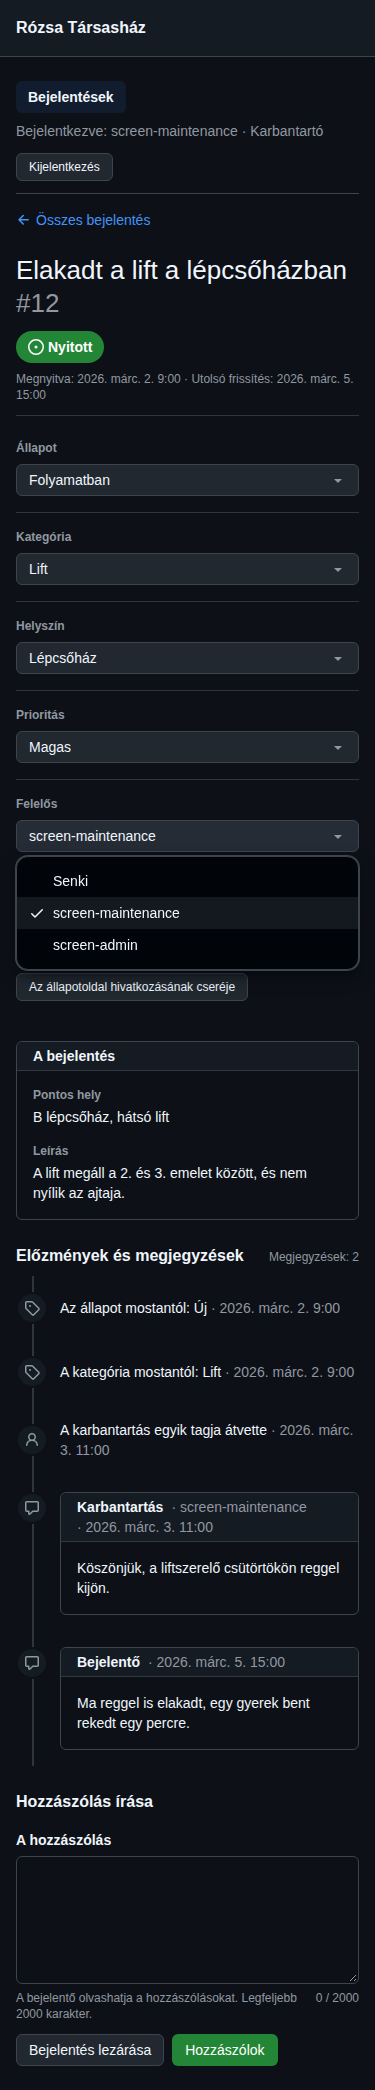 Rózsa Társasház
Bejelentések
Bejelentkezve: screen-maintenance · Karbantartó
Kijelentkezés
← Összes bejelentés
Elakadt a lift a lépcsőházban
#12
Nyitott
Megnyitva: 2026. márc. 2. 9:00 · Utolsó frissítés: 2026. márc. 5.
15:00
Állapot
Folyamatban
Kategória
Lift
Helyszín
Lépcsőház
Prioritás
Magas
Felelős
screen-maintenance
Senki
screen-maintenance
screen-admin
Az állapotoldal hivatkozásának cseréje
A bejelentés
Pontos hely
B lépcsőház, hátsó lift
Leírás
A lift megáll a 2. és 3. emelet között, és nem
nyílik az ajtaja.
Előzmények és megjegyzések
Megjegyzések: 2
Az állapot mostantól: Új · 2026. márc. 2. 9:00
A kategória mostantól: Lift · 2026. márc. 2. 9:00
A karbantartás egyik tagja átvette · 2026. márc.
3. 11:00
Karbantartás · screen-maintenance
· 2026. márc. 3. 11:00
Köszönjük, a liftszerelő csütörtökön reggel
kijön.
Bejelentő · 2026. márc. 5. 15:00
Ma reggel is elakadt, egy gyerek bent
rekedt egy percre.
Hozzászólás írása
A hozzászólás
A bejelentő olvashatja a hozzászólásokat. Legfeljebb
2000 karakter.
0 / 2000
Bejelentés lezárása
Hozzászólok